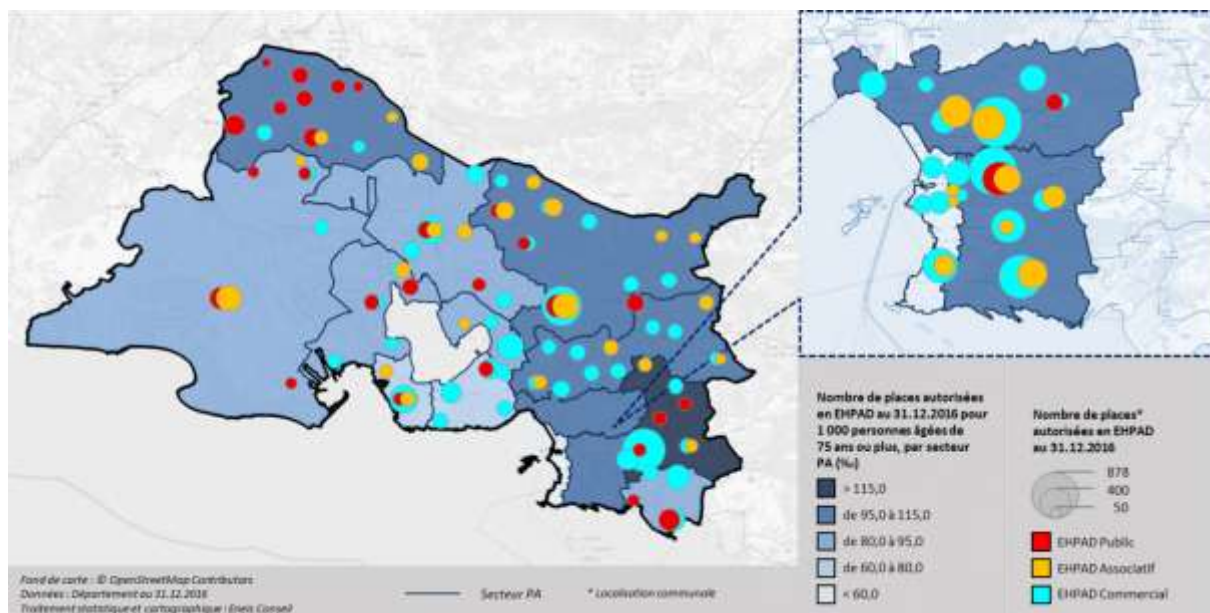 Nombre de places autorisées
en EHPAD au 31.12.2016 pour
1 000 personnes âgées de
75 ans ou plus, par secteur
PA (‰)
> 115,0
de 95,0 à 115,0
de 80,0 à 95,0
de 60,0 à 80,0
< 60,0
Nombre de places*
autorisées en EHPAD
au 31.12.2016
878
400
50
EHPAD Public
EHPAD Associatif
EHPAD Commercial
Fond de carte : © OpenStreetMap Contributors
Données : Département au 31.12.2016
Traitement statistique et cartographique : Eneis Conseil
Secteur PA
* Localisation communale